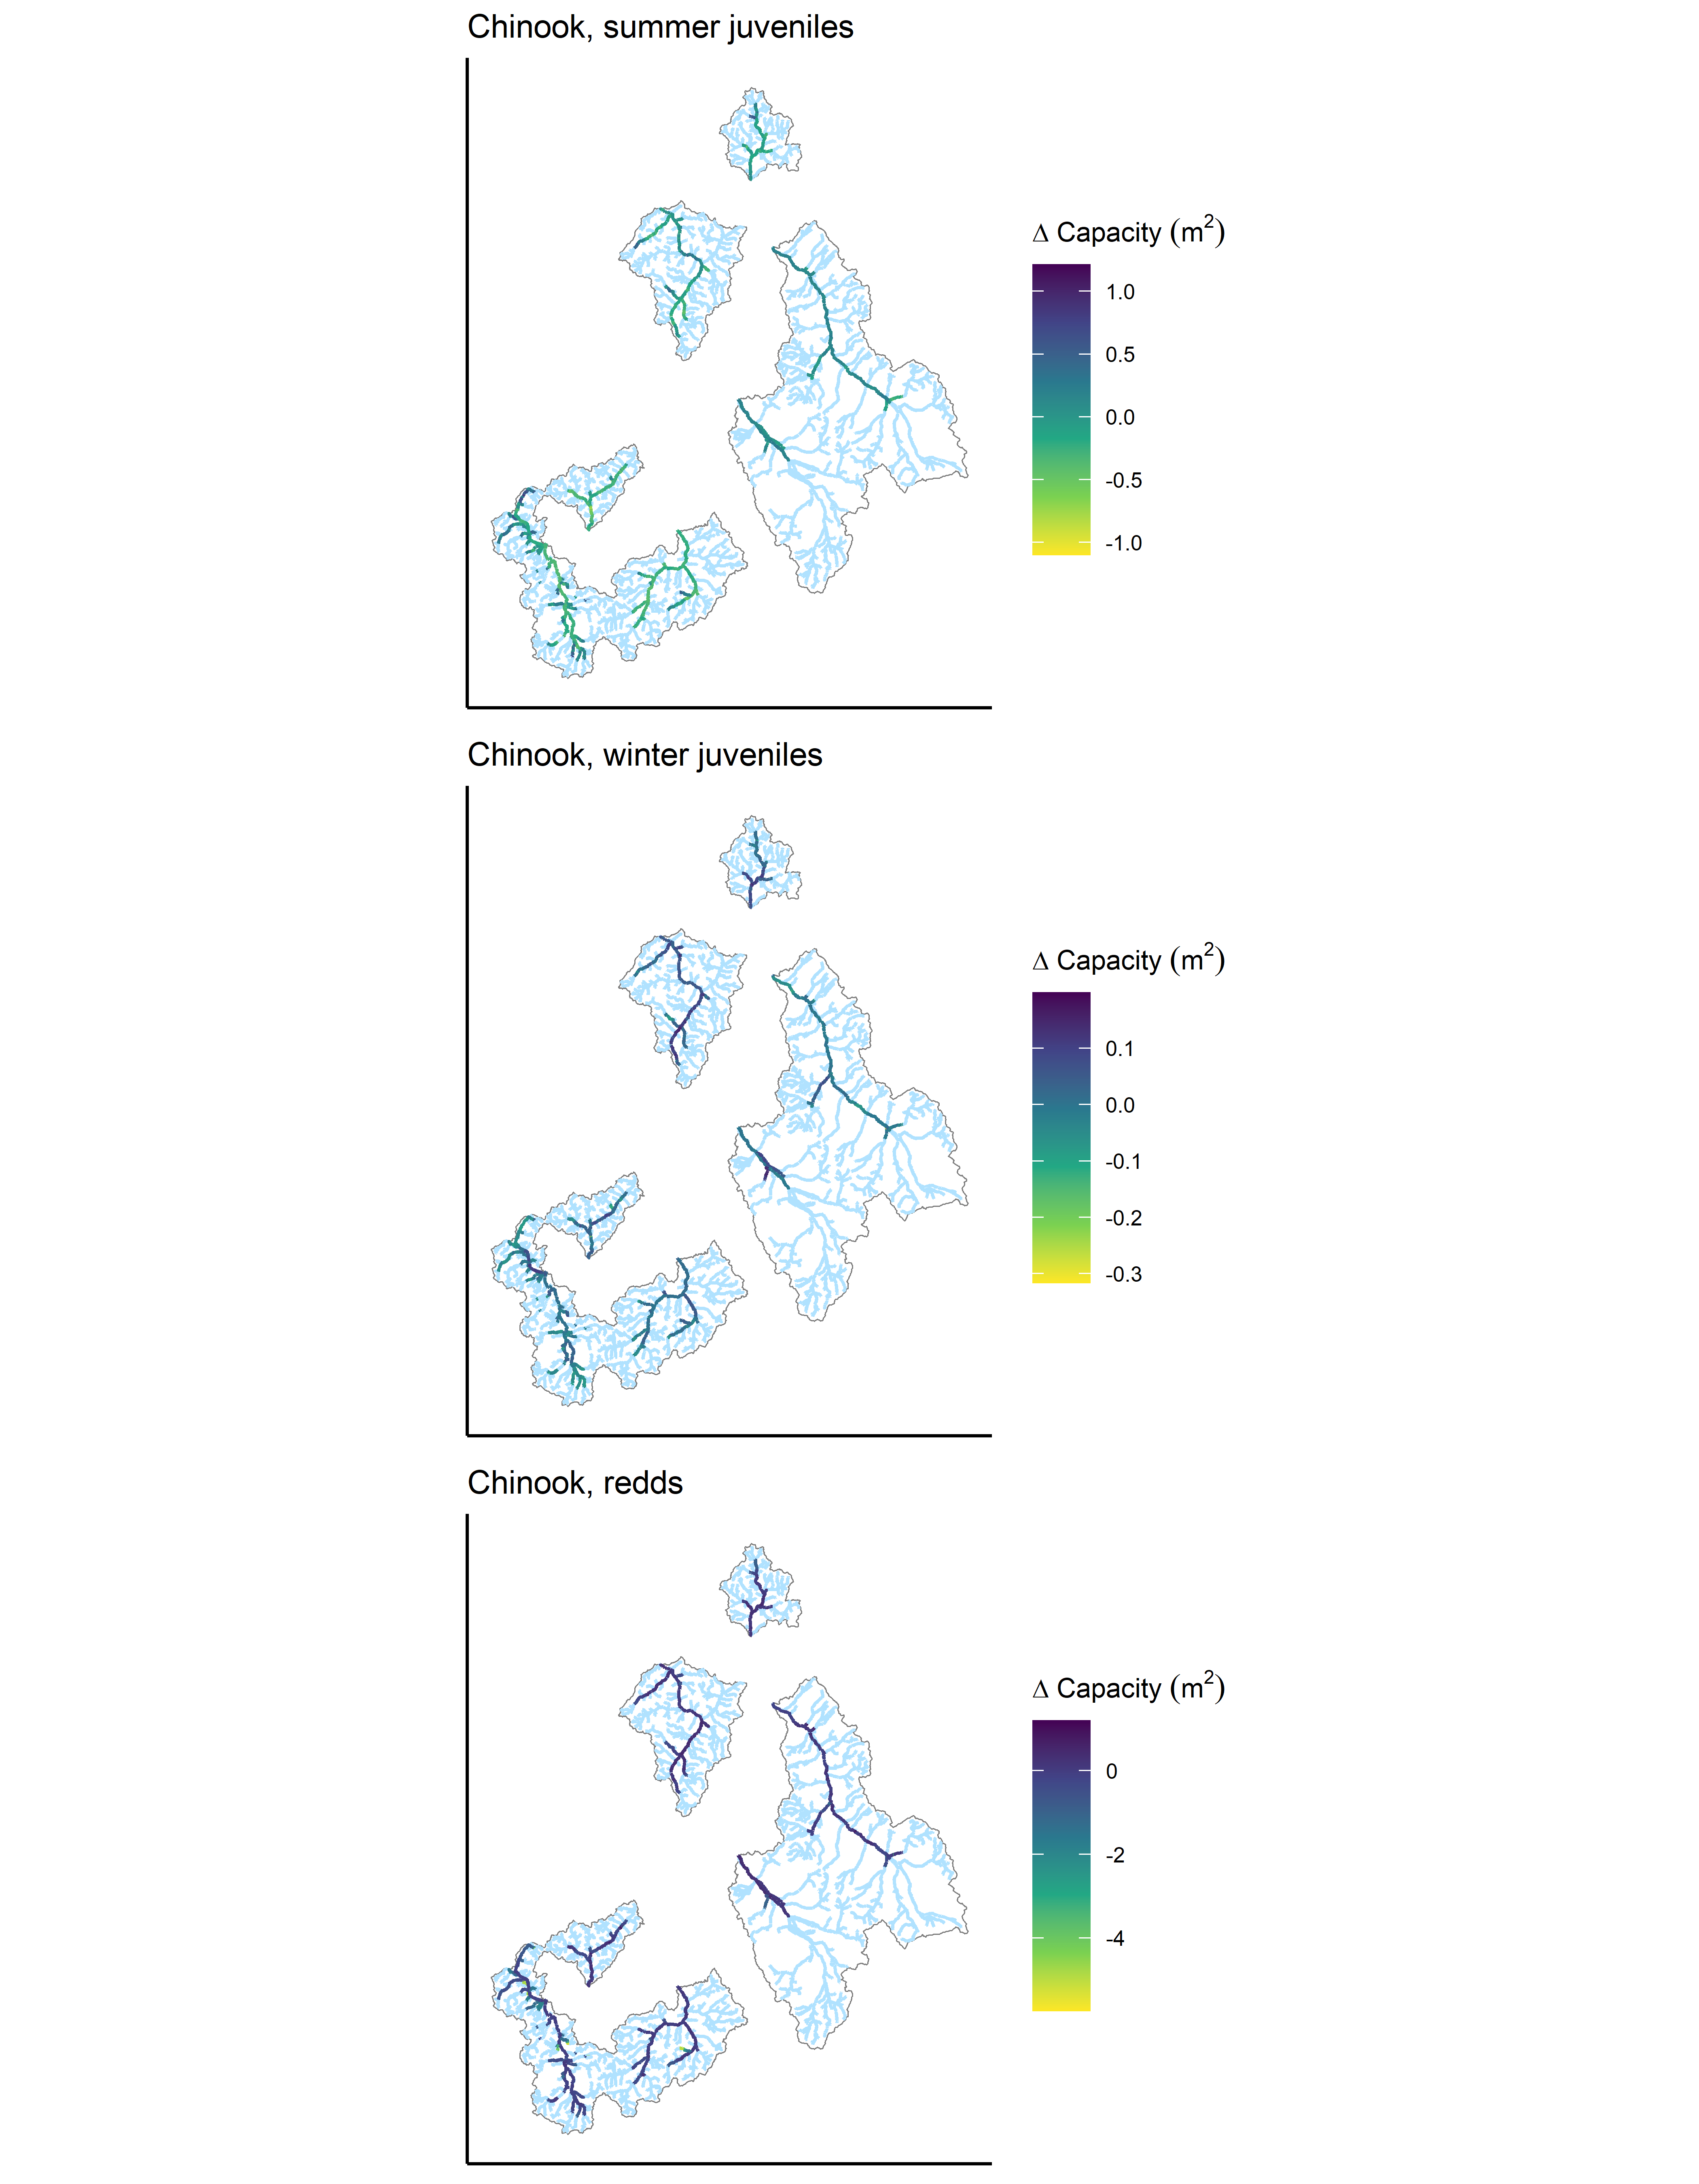 Chinook, summer juveniles
Δ Capacity (m²)
1.0
0.5
0.0
-0.5
-1.0
Chinook, winter juveniles
Δ Capacity (m²)
0.1
0.0
-0.1
-0.2
-0.3
Chinook, redds
Δ Capacity (m²)
0
-2
-4